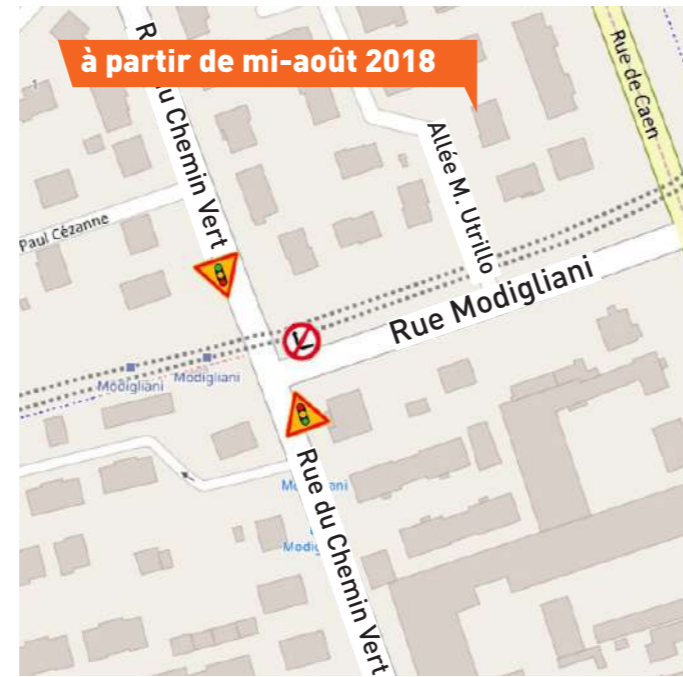 à partir de mi-août 2018
Rue de Caen
du Chemin Vert
Allée M. Utrillo
Paul Cézanne
Rue Modigliani
Modigliani
Modigliani
Rue du Chemin Vert